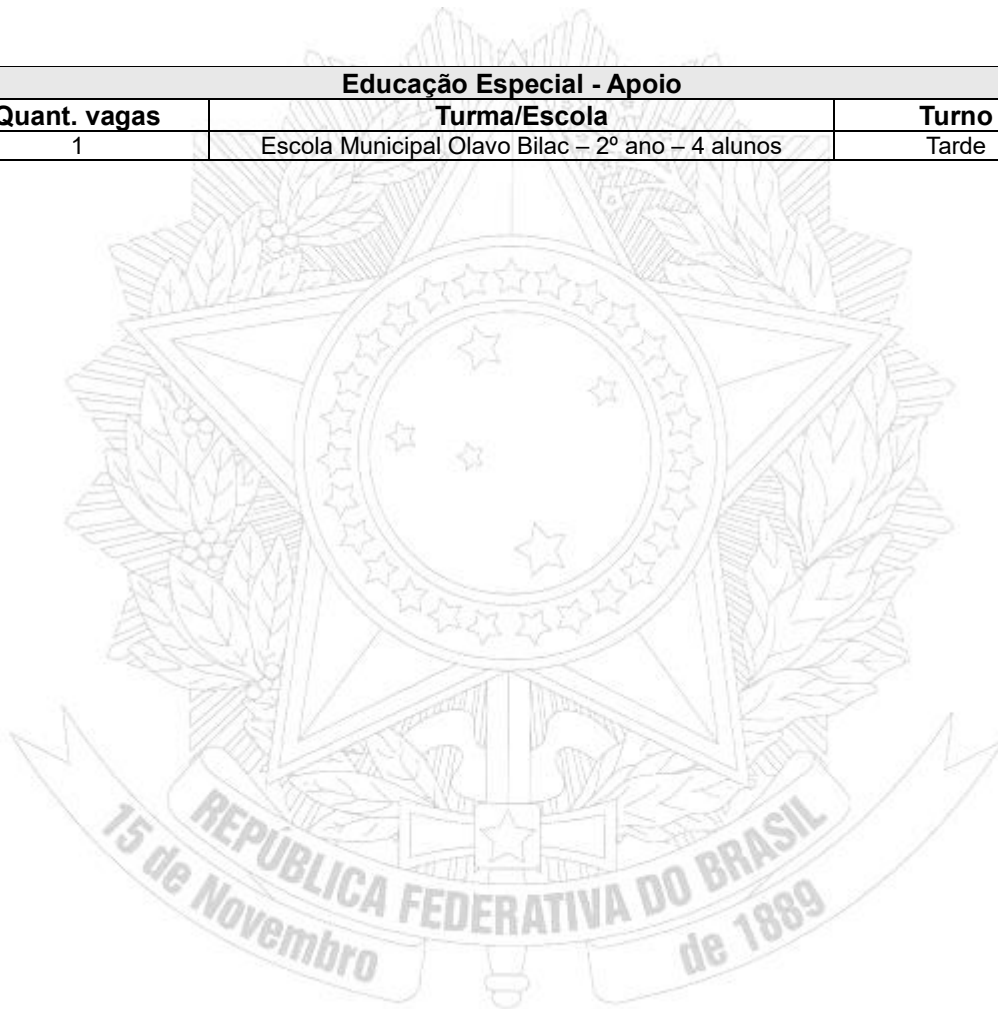 Educação Especial - Apoio
Quant. vagas Turma/Escola Turno
1 Escola Municipal Olavo Bilac – 2º ano – 4 alunos Tarde
REPÚBLICA FEDERATIVA DO BRASIL
15 de Novembro de 1889